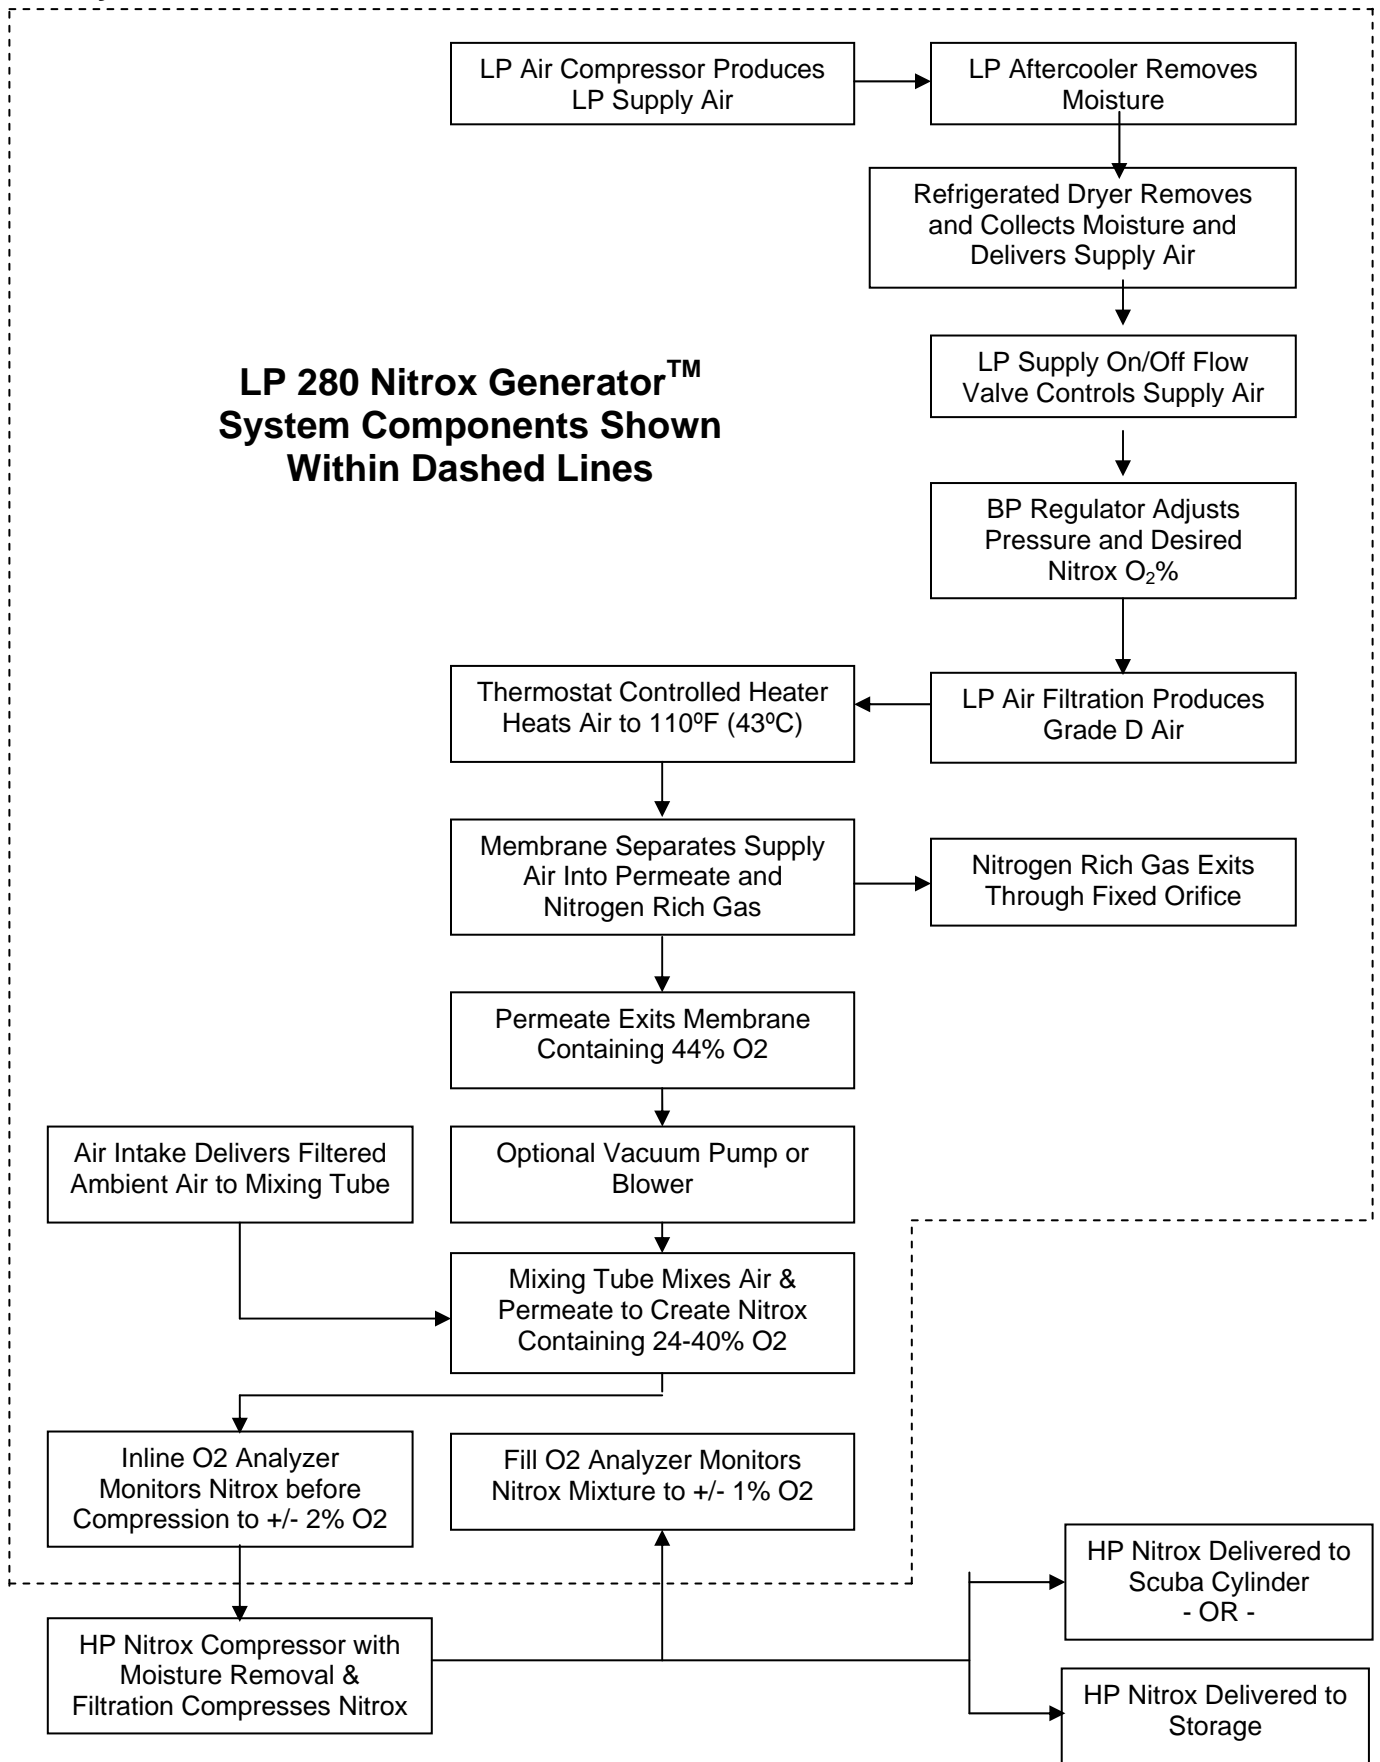 LP Air Compressor Produces
LP Supply Air
LP Aftercooler Removes
Moisture
Refrigerated Dryer Removes
and Collects Moisture and
Delivers Supply Air
LP Supply On/Off Flow
Valve Controls Supply Air
LP 280 Nitrox Generator™
System Components Shown
Within Dashed Lines
BP Regulator Adjusts
Pressure and Desired
Nitrox O₂%
Thermostat Controlled Heater
Heats Air to 110ºF (43ºC)
LP Air Filtration Produces
Grade D Air
Membrane Separates Supply
Air Into Permeate and
Nitrogen Rich Gas
Nitrogen Rich Gas Exits
Through Fixed Orifice
Permeate Exits Membrane
Containing 44% O2
Air Intake Delivers Filtered
Ambient Air to Mixing Tube
Optional Vacuum Pump or
Blower
Mixing Tube Mixes Air &
Permeate to Create Nitrox
Containing 24-40% O2
Inline O2 Analyzer
Monitors Nitrox before
Compression to +/- 2% O2
Fill O2 Analyzer Monitors
Nitrox Mixture to +/- 1% O2
HP Nitrox Delivered to
Scuba Cylinder
- OR -
HP Nitrox Compressor with
Moisture Removal &
Filtration Compresses Nitrox
HP Nitrox Delivered to
Storage